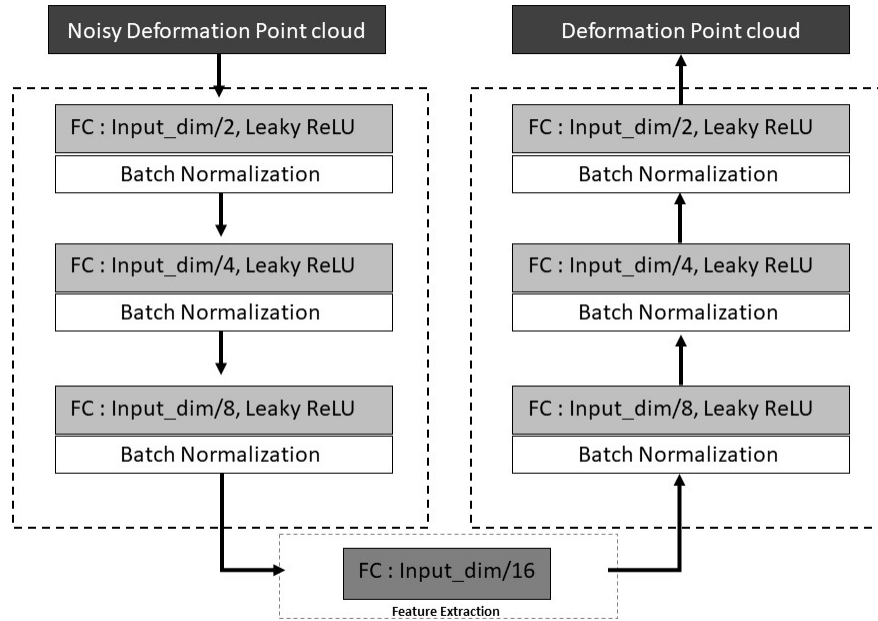 Noisy Deformation Point cloud
FC : Input_dim/2, Leaky ReLU
Batch Normalization
FC : Input_dim/4, Leaky ReLU
Batch Normalization
FC : Input_dim/8, Leaky ReLU
Batch Normalization
FC : Input_dim/16
Feature Extraction
Deformation Point cloud
FC : Input_dim/2, Leaky ReLU
Batch Normalization
FC : Input_dim/4, Leaky ReLU
Batch Normalization
FC : Input_dim/8, Leaky ReLU
Batch Normalization